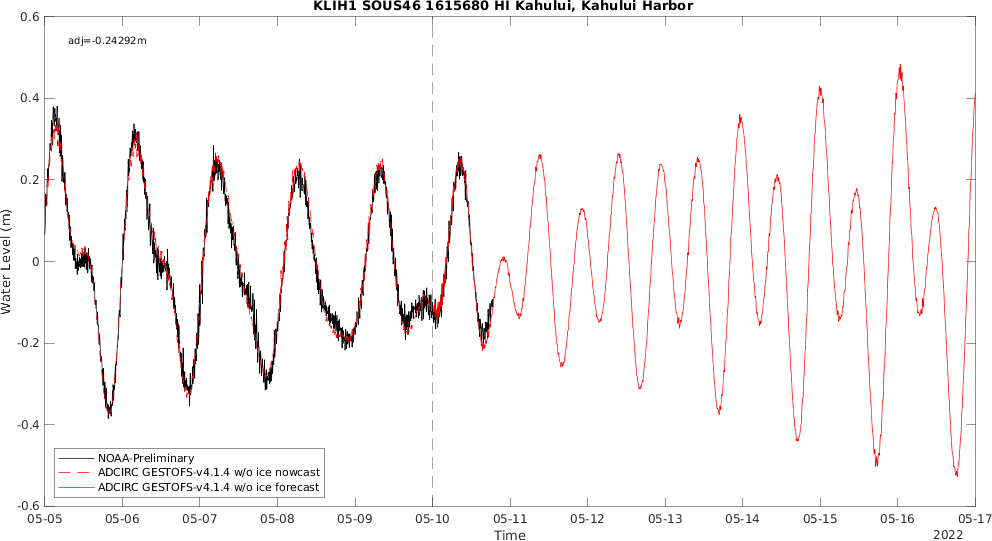 KLIH1 SOUS46 1615680 HI Kahului, Kahului Harbor
adj=-0.24292m
0.6
0.4
0.2
0
-0.2
-0.4
-0.6
Water Level (m)
NOAA-Preliminary
ADCIRC GESTOFS-v4.1.4 w/o ice nowcast
ADCIRC GESTOFS-v4.1.4 w/o ice forecast
05-05 05-06 05-07 05-08 05-09 05-10 05-11 05-12 05-13 05-14 05-15 05-16 05-17
Time
2022